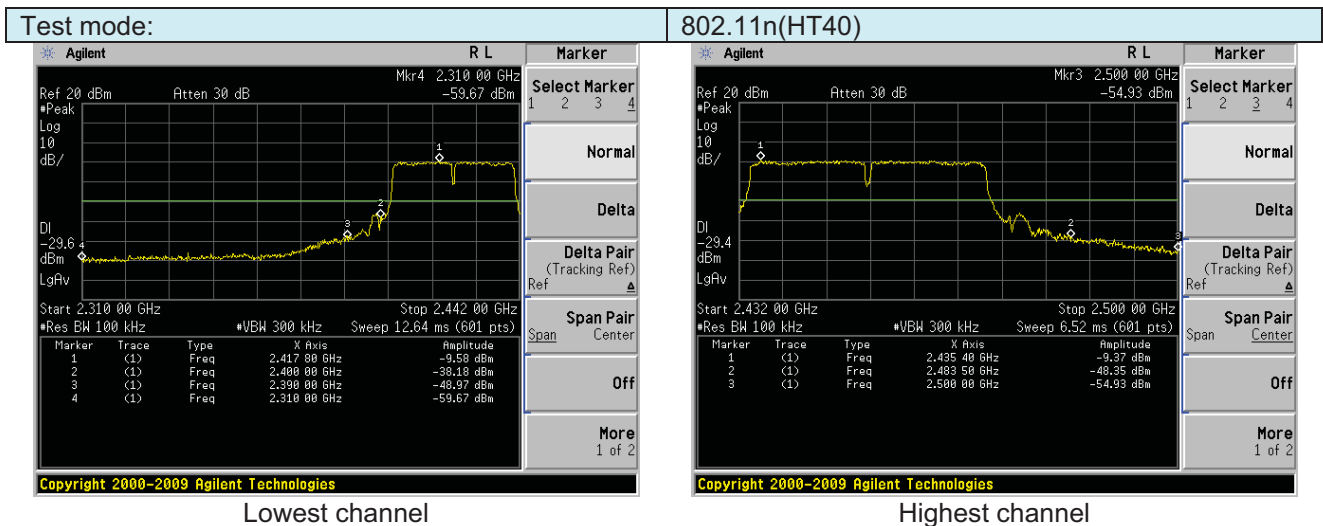 Test mode: 802.11n(HT40)
Agilent R L Marker
Mkr4 2.310 00 GHz
Ref 20 dBm Atten 30 dB -59.67 dBm
#Peak
Log
10
dB/
DI
-29.6
dBm
LgAv
1
2
3
4
Start 2.310 00 GHz Stop 2.442 00 GHz
#Res BW 100 kHz #VBW 300 kHz Sweep 12.64 ms (601 pts)
Marker Trace Type X Axis Amplitude
1 (1) Freq 2.417 80 GHz -9.58 dBm
2 (1) Freq 2.400 00 GHz -38.18 dBm
3 (1) Freq 2.390 00 GHz -48.97 dBm
4 (1) Freq 2.310 00 GHz -59.67 dBm
Select Marker
1 2 3 4
Normal
Delta
Delta Pair
(Tracking Ref)
Ref Δ
Span Pair
Span Center
Off
More
1 of 2
Copyright 2000-2009 Agilent Technologies
Lowest channel
Agilent R L Marker
Mkr3 2.500 00 GHz
Ref 20 dBm Atten 30 dB -54.93 dBm
#Peak
Log
10
dB/
DI
-29.4
dBm
LgAv
1
2
3
Start 2.432 00 GHz Stop 2.500 00 GHz
#Res BW 100 kHz #VBW 300 kHz Sweep 6.52 ms (601 pts)
Marker Trace Type X Axis Amplitude
1 (1) Freq 2.435 40 GHz -9.37 dBm
2 (1) Freq 2.483 50 GHz -48.35 dBm
3 (1) Freq 2.500 00 GHz -54.93 dBm
Select Marker
1 2 3 4
Normal
Delta
Delta Pair
(Tracking Ref)
Ref Δ
Span Pair
Span Center
Off
More
1 of 2
Copyright 2000-2009 Agilent Technologies
Highest channel